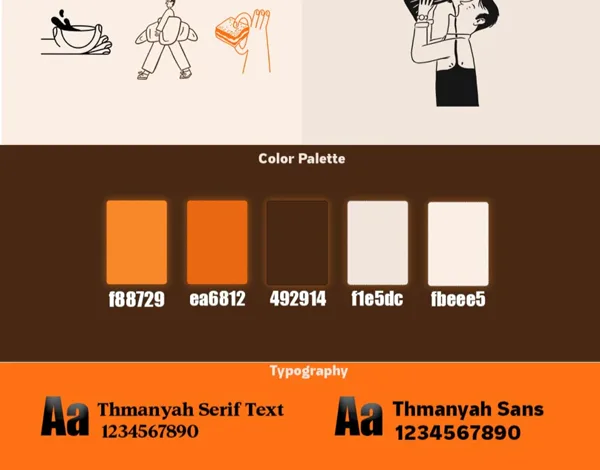 Color Palette
f88729
ea6812
492914
f1e5dc
fbeee5
Typography
Aa
Thmanyah Serif Text
1234567890
Aa
Thmanyah Sans
1234567890